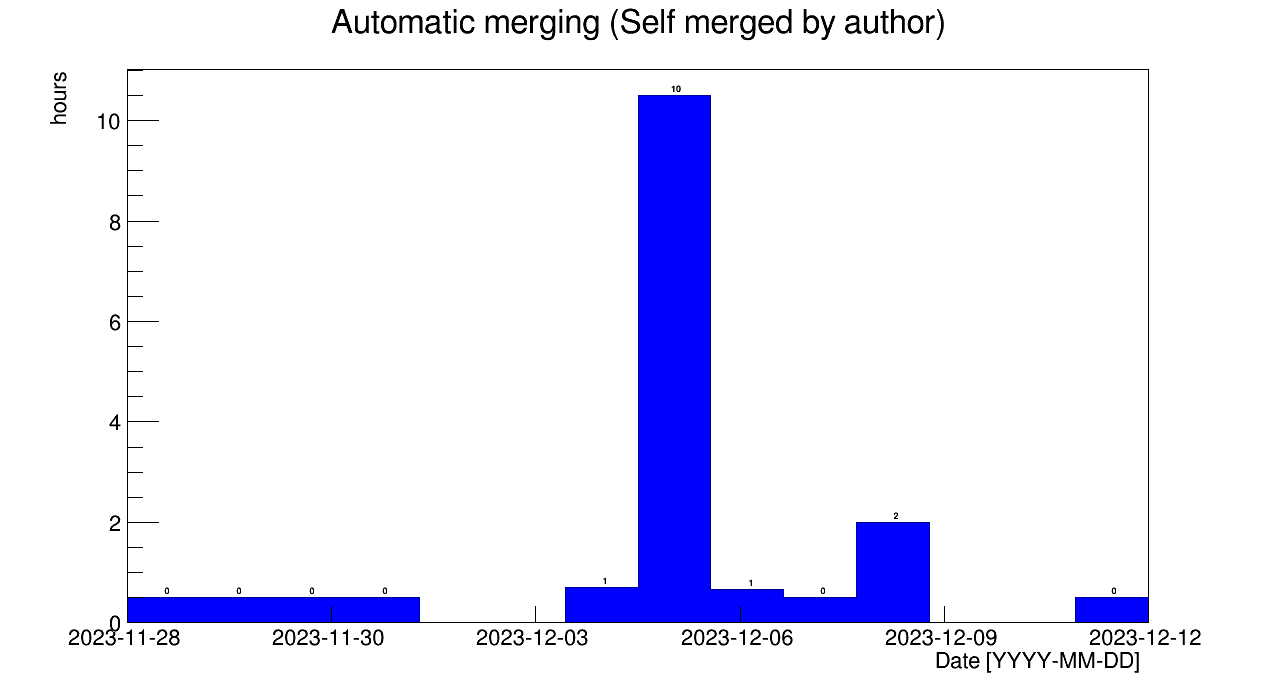 Automatic merging (Self merged by author)
hours
10
8
6
4
2
0
0 0 0 0 1 10 1 0 2 0
2023-11-28 2023-11-30 2023-12-03 2023-12-06 2023-12-09 2023-12-12
Date [YYYY-MM-DD]